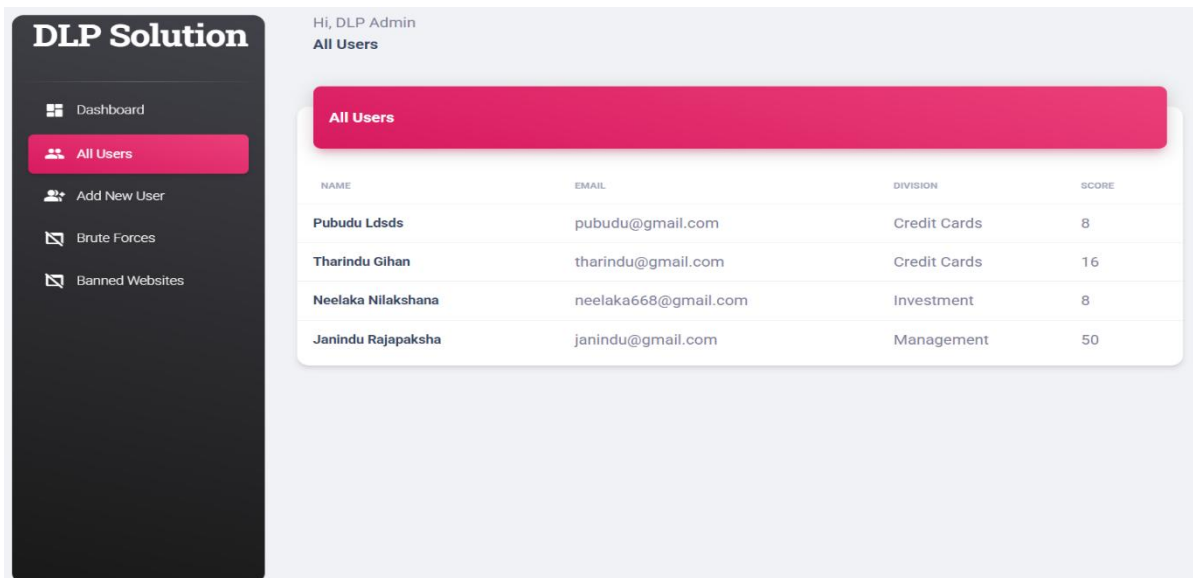 DLP Solution
Dashboard
All Users
Add New User
Brute Forces
Banned Websites
Hi, DLP Admin
All Users
All Users
NAME EMAIL DIVISION SCORE
Pubudu Ldsds pubudu@gmail.com Credit Cards 8
Tharindu Gihan tharindu@gmail.com Credit Cards 16
Neelaka Nilakshana neelaka668@gmail.com Investment 8
Janindu Rajapaksha janindu@gmail.com Management 50